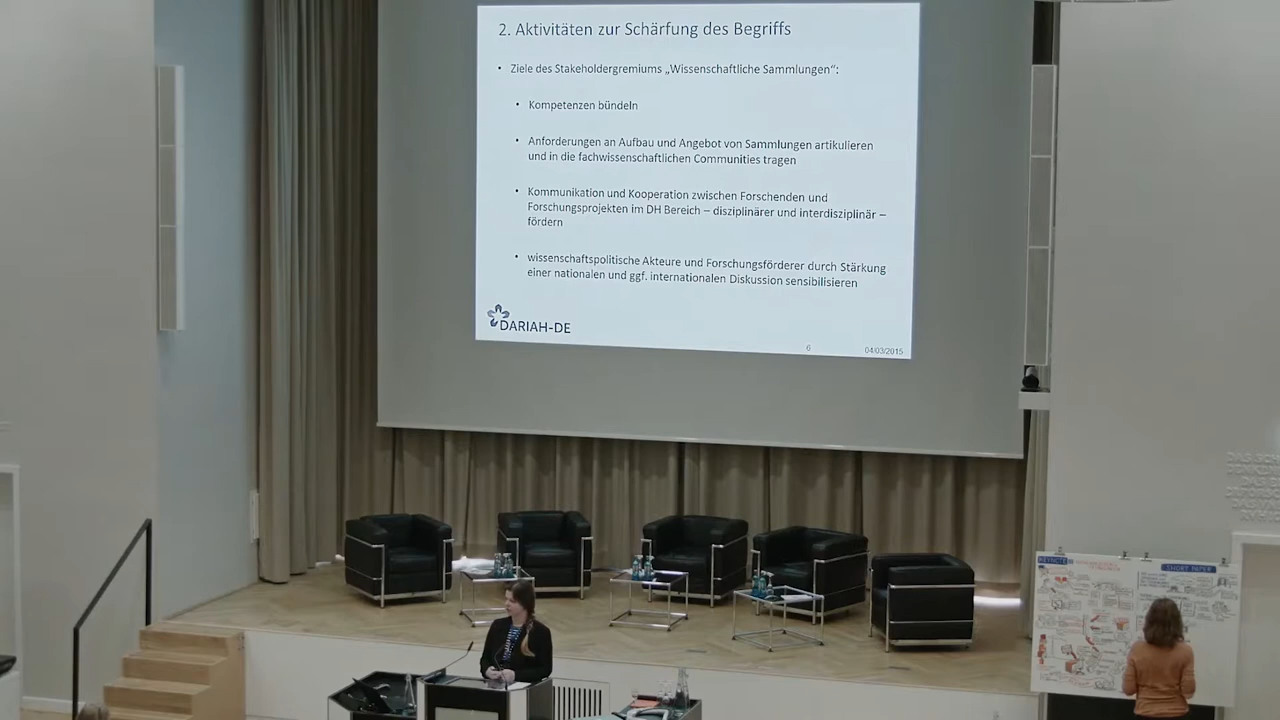 2. Aktivitäten zur Schärfung des Begriffs
• Ziele des Stakeholdergremiums „Wissenschaftliche Sammlungen“:
• Kompetenzen bündeln
• Anforderungen an Aufbau und Angebot von Sammlungen artikulieren
und in die fachwissenschaftlichen Communities tragen
• Kommunikation und Kooperation zwischen Forschenden und
Forschungsprojekten im DH Bereich – disziplinärer und interdisziplinär –
fördern
• wissenschaftspolitische Akteure und Forschungsförderer durch Stärkung
einer nationalen und ggf. internationalen Diskussion sensibilisieren
DARIAH-DE
6
04/03/2015
KEYNOTE
SHORT PAPER